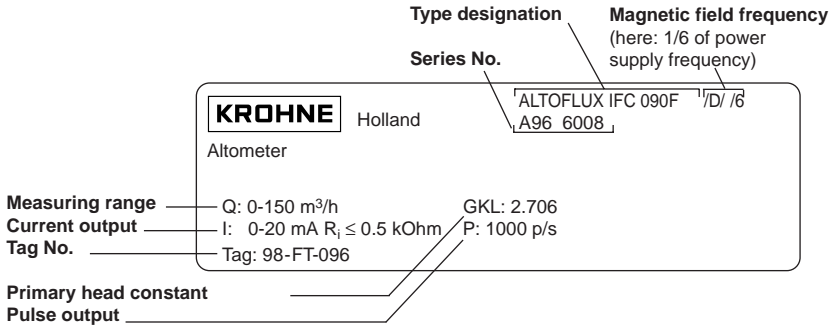 Type designation
Magnetic field frequency
(here: 1/6 of power
supply frequency)
Series No.
KROHNE Holland
ALTOFLUX IFC 090F /D/ /6
A96 6008
Altometer
Measuring range Q: 0-150 m³/h GKL: 2.706
Current output I: 0-20 mA Rᵢ ≤ 0.5 kOhm P: 1000 p/s
Tag No. Tag: 98-FT-096
Primary head constant
Pulse output